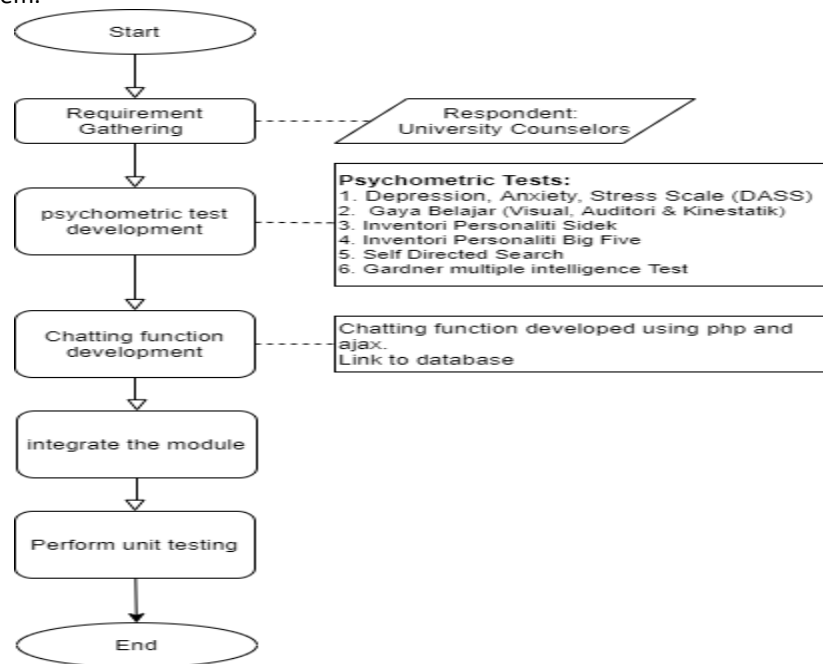 em.
Start
Requirement
Gathering
Respondent:
University Counselors
psychometric test
development
Psychometric Tests:
1. Depression, Anxiety, Stress Scale (DASS)
2. Gaya Belajar (Visual, Auditori & Kinestatik)
3. Inventori Personaliti Sidek
4. Inventori Personaliti Big Five
5. Self Directed Search
6. Gardner multiple intelligence Test
Chatting function
development
Chatting function developed using php and
ajax.
Link to database
integrate the module
Perform unit testing
End